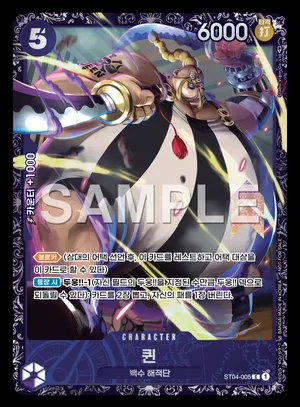 5
6000
타격
打
카운터 +1000
SAMPLE
블로커 (상대의 어택 선언 후, 이 카드를 레스트하고 어택 대상을
이 카드로 할 수 있다)
등장 시 두웅!!-1 (자신 필드의 두웅!!을 지정된 수만큼 두웅!! 덱으로
되돌릴 수 있다): 카드를 2장 뽑고, 자신의 패를 1장 버린다.
CHARACTER
퀸
백수 해적단
ST04-005 C 1